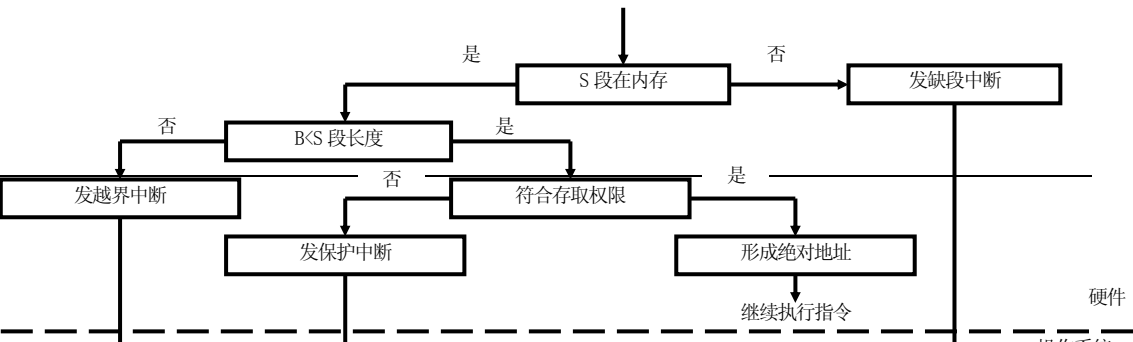 是
否
S 段在内存
发缺段中断
否
是
B<S 段长度
发越界中断
否
符合存取权限
是
发保护中断
形成绝对地址
硬件
继续执行指令